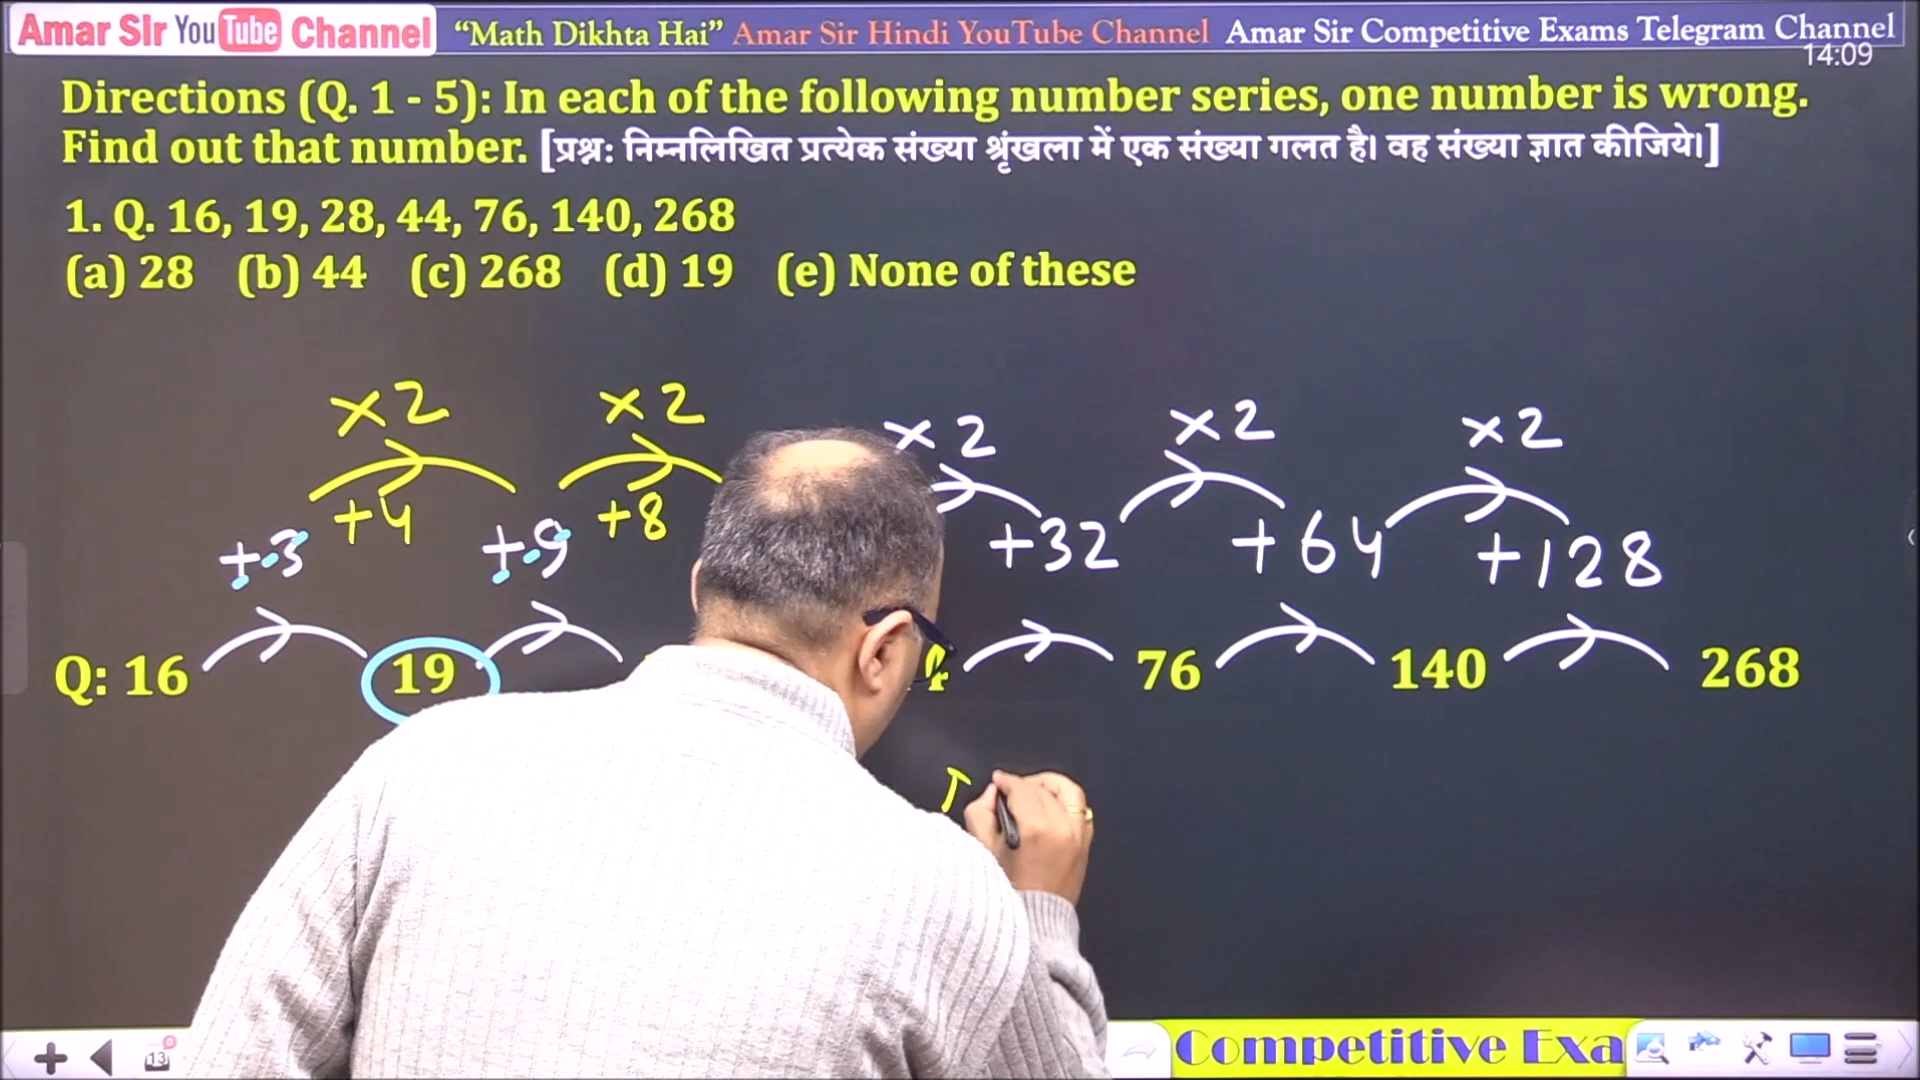 Amar SIr YouTube Channel "Math Dikhta Hai" Amar Sir Hindi YouTube Channel Amar Sir Competitive Exams Telegram Channel
14:09
Directions (Q. 1 - 5): In each of the following number series, one number is wrong.
Find out that number. [प्रश्न: निम्नलिखित प्रत्येक संख्या श्रृंखला में एक संख्या गलत है। वह संख्या ज्ञात कीजिये।]
1. Q. 16, 19, 28, 44, 76, 140, 268
(a) 28 (b) 44 (c) 268 (d) 19 (e) None of these
×2 ×2 ×2 ×2 ×2
+4 +8
+3 +9 +32 +64 +128
Q: 16 19 4 76 140 268
13
Competitive Exa